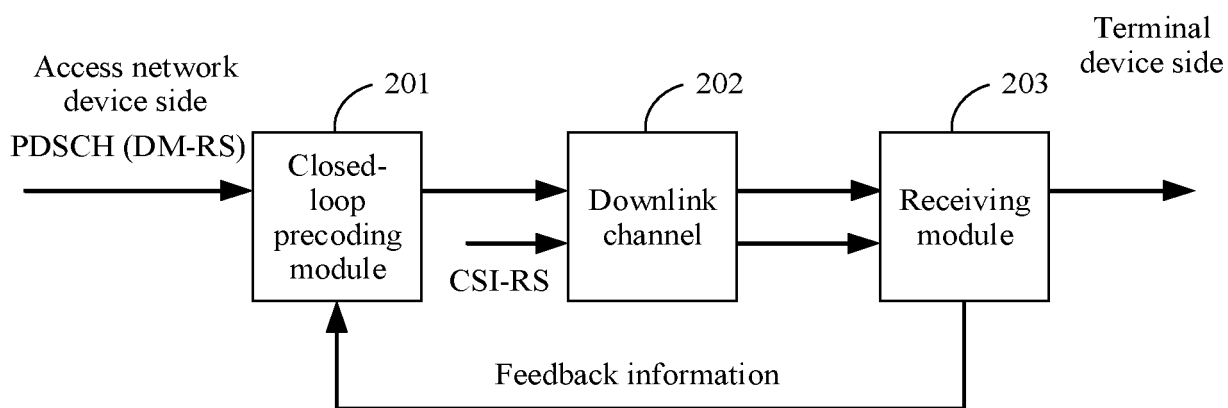 Access network
device side
PDSCH (DM-RS)
201
Closed-
loop
precoding
module
CSI-RS
202
Downlink
channel
203
Receiving
module
Terminal
device side
Feedback information